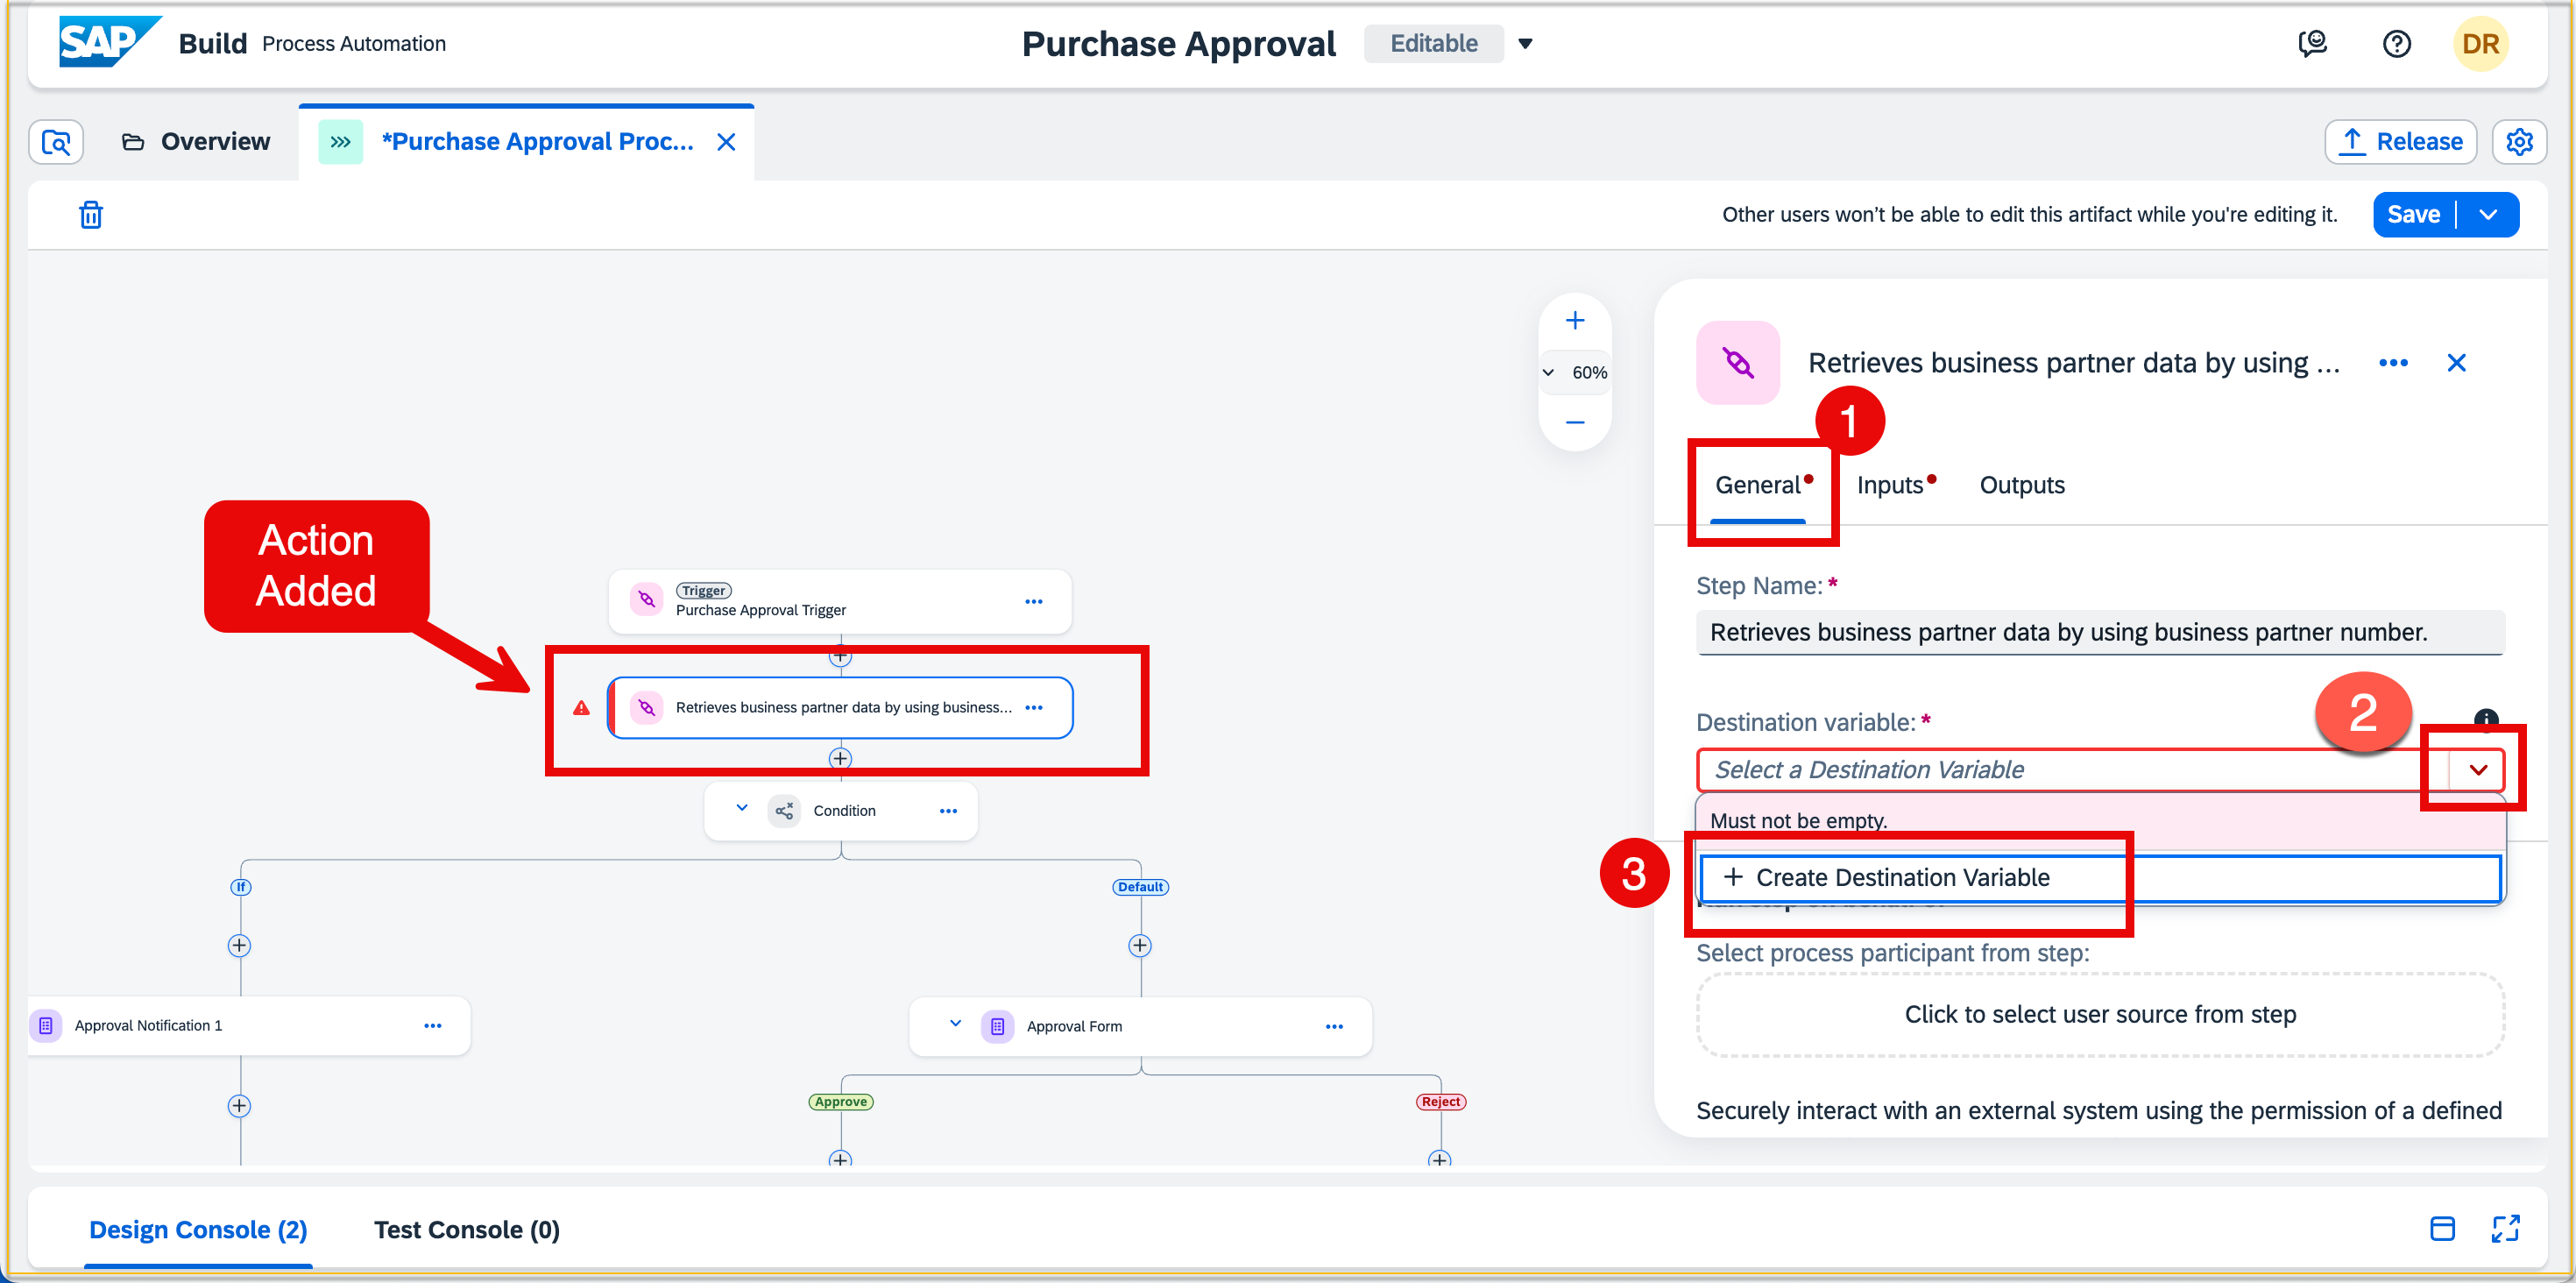 SAP Build Process Automation
Purchase Approval
Editable
DR
Overview
*Purchase Approval Proc...
Release
Other users won't be able to edit this artifact while you're editing it.
Save
60%
Retrieves business partner data by using ...
1
General
Inputs
Outputs
Action
Added
Step Name: *
Retrieves business partner data by using business partner number.
Trigger
Purchase Approval Trigger
Retrieves business partner data by using business...
Destination variable: *
2
Select a Destination Variable
Must not be empty.
Condition
3
+ Create Destination Variable
If
Default
Select process participant from step:
Click to select user source from step
Approval Notification 1
Approval Form
Approve
Reject
Securely interact with an external system using the permission of a defined
Design Console (2)
Test Console (0)